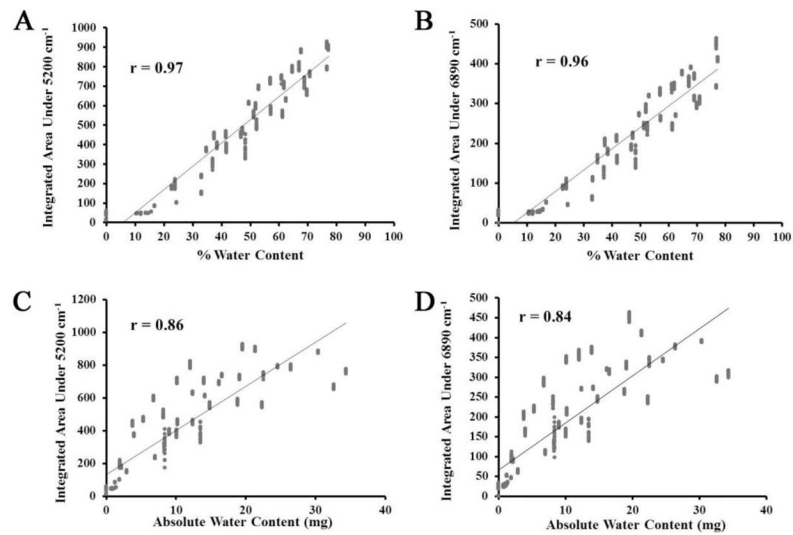 A
Integrated Area Under 5200 cm-1
1000
900
800
700
600
500
400
300
200
100
0
r = 0.97
0 10 20 30 40 50 60 70 80 90 100
% Water Content
B
Integrated Area Under 6890 cm-1
500
400
300
200
100
0
r = 0.96
0 10 20 30 40 50 60 70 80 90 100
% Water Content
C
Integrated Area Under 5200 cm-1
1200
1000
800
600
400
200
0
r = 0.86
0 10 20 30 40
Absolute Water Content (mg)
D
Integrated Area Under 6890 cm-1
500
450
400
350
300
250
200
150
100
50
0
r = 0.84
0 10 20 30 40
Absolute Water Content (mg)